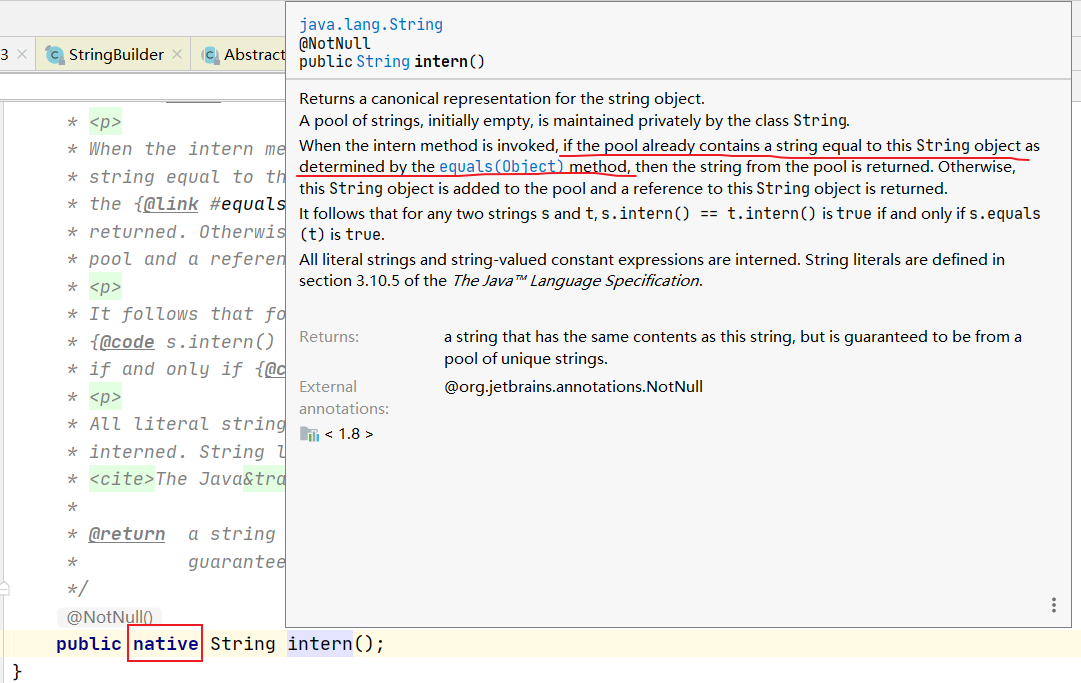 3 × StringBuilder × Abstract
java.lang.String
@NotNull
public String intern()
Returns a canonical representation for the string object.
A pool of strings, initially empty, is maintained privately by the class String.
When the intern method is invoked, if the pool already contains a string equal to this String object as
determined by the equals(Object) method, then the string from the pool is returned. Otherwise,
this String object is added to the pool and a reference to this String object is returned.
It follows that for any two strings s and t, s.intern() == t.intern() is true if and only if s.equals
(t) is true.
All literal strings and string-valued constant expressions are interned. String literals are defined in
section 3.10.5 of the The Java™ Language Specification.
Returns: a string that has the same contents as this string, but is guaranteed to be from a
pool of unique strings.
External @org.jetbrains.annotations.NotNull
annotations:
< 1.8 >
* <p>
* When the intern me
* string equal to th
* the {@link #equals
* returned. Otherwis
* pool and a referen
* <p>
* It follows that fo
* {@code s.intern()
* if and only if {@c
* <p>
* All literal string
* interned. String l
* <cite>The Java&tra
*
* @return a string
* guarantee
*/
@NotNull()
public native String intern();
}